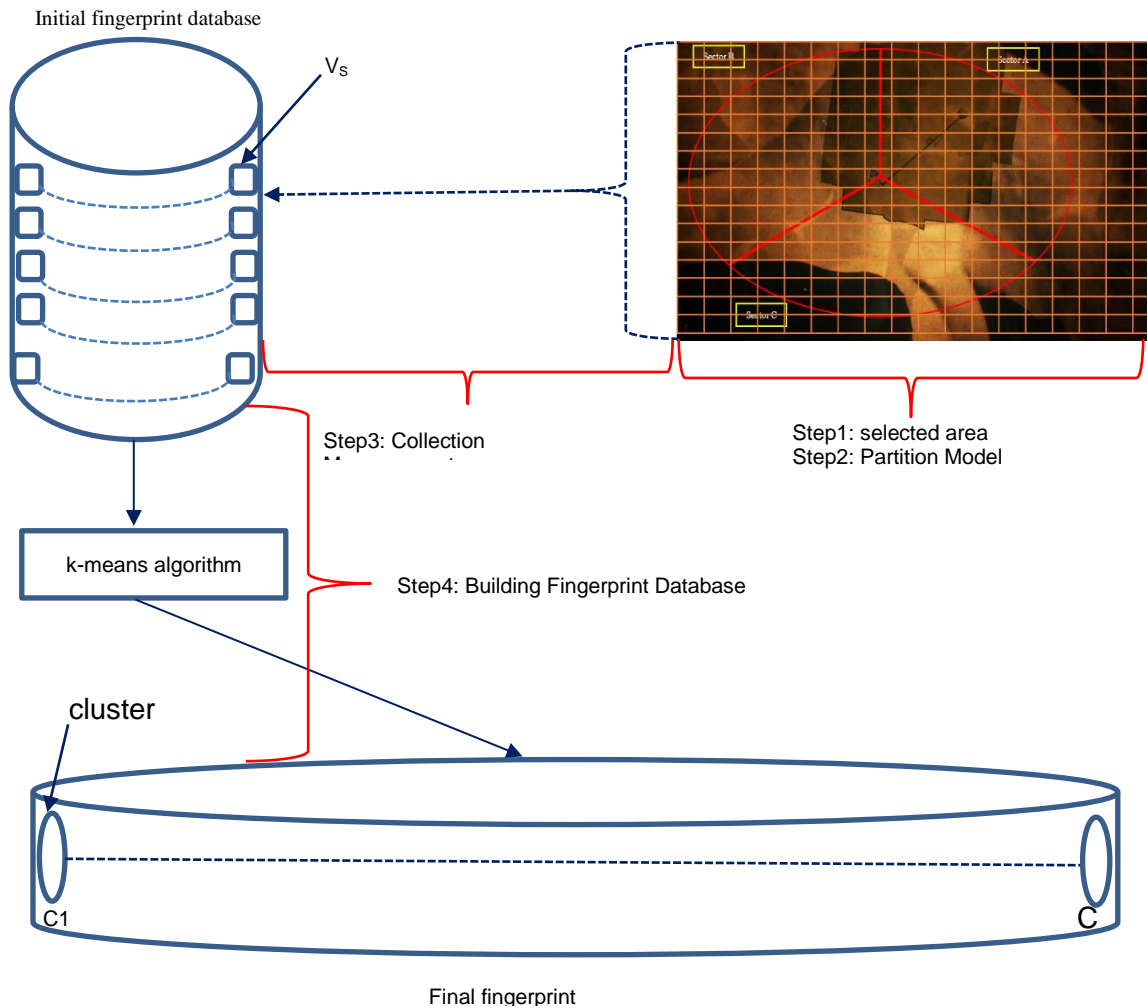 Initial fingerprint database
VS
Sector B
Sector A
Sector C
Step3: Collection
Step1: selected area
Step2: Partition Model
k-means algorithm
Step4: Building Fingerprint Database
cluster
C1
C
Final fingerprint